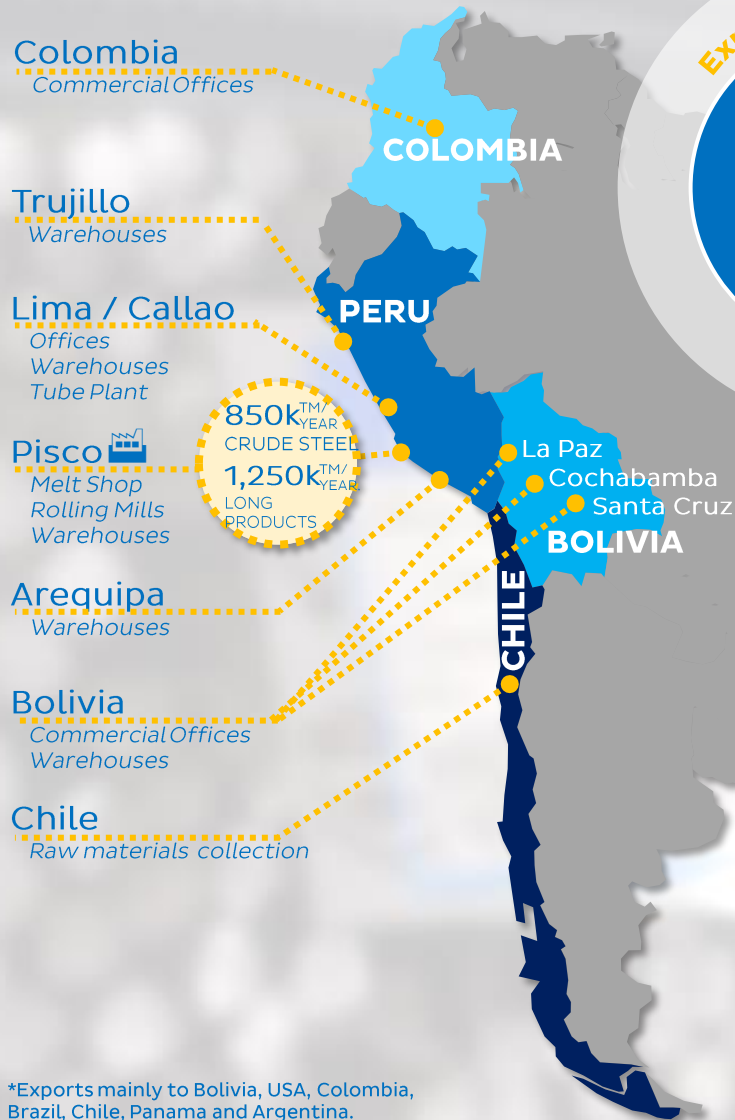 Colombia
Commercial Offices
Trujillo
Warehouses
Lima / Callao
Offices
Warehouses
Tube Plant
Pisco
Melt Shop
Rolling Mills
Warehouses
850k TM/
YEAR
CRUDE STEEL
1,250k TM/
YEAR
LONG
PRODUCTS
Arequipa
Warehouses
Bolivia
Commercial Offices
Warehouses
Chile
Raw materials collection
COLOMBIA
PERU
La Paz
Cochabamba
Santa Cruz
BOLIVIA
CHILE
*Exports mainly to Bolivia, USA, Colombia,
Brazil, Chile, Panama and Argentina.